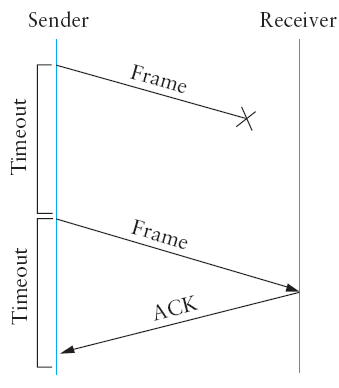 Sender
Receiver
Frame
Timeout
Frame
Timeout
ACK